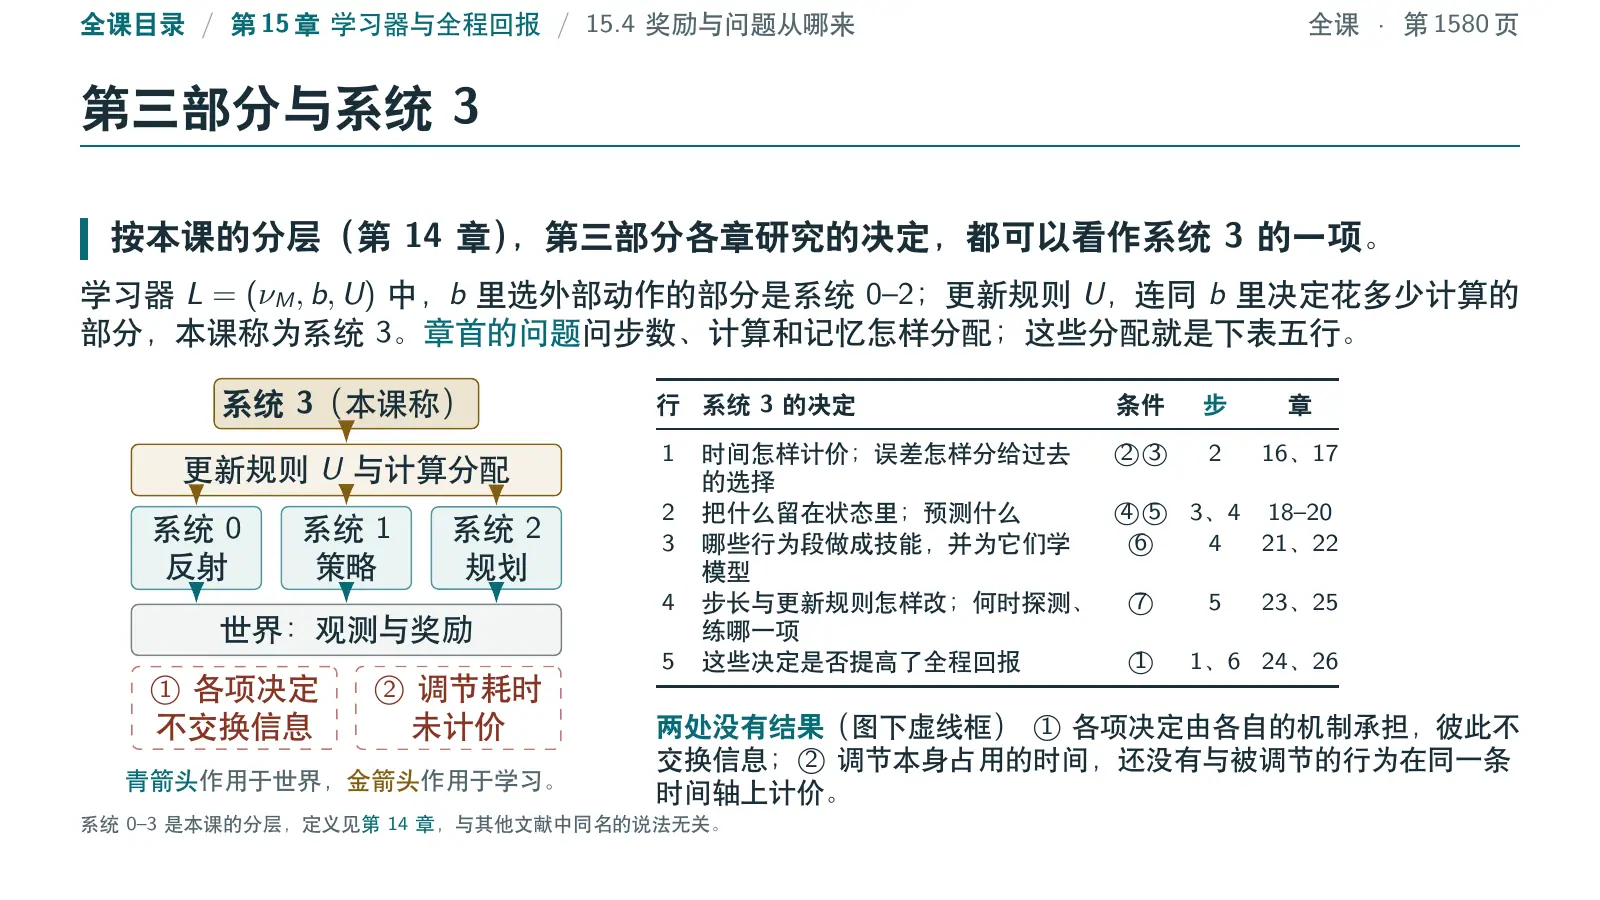 全课目录 / 第 15 章 学习器与全程回报 / 15.4 奖励与问题从哪来
全课 · 第 1580 页
第三部分与系统 3
按本课的分层（第 14 章），第三部分各章研究的决定，都可以看作系统 3 的一项。
学习器 L = (ν_M, b, U) 中，b 里选外部动作的部分是系统 0–2；更新规则 U，连同 b 里决定花多少计算的
部分，本课称为系统 3。章首的问题问步数、计算和记忆怎样分配；这些分配就是下表五行。
系统 3（本课称）
更新规则 U 与计算分配
系统 0 系统 1 系统 2
反射 策略 规划
世界：观测与奖励
① 各项决定 ② 调节耗时
不交换信息 未计价
青箭头作用于世界，金箭头作用于学习。
行 系统 3 的决定 条件 步 章
1 时间怎样计价；误差怎样分给过去 ②③ 2 16、17
的选择
2 把什么留在状态里；预测什么 ④⑤ 3、4 18–20
3 哪些行为段做成技能，并为它们学 ⑥ 4 21、22
模型
4 步长与更新规则怎样改；何时探测、 ⑦ 5 23、25
练哪一项
5 这些决定是否提高了全程回报 ① 1、6 24、26
两处没有结果（图下虚线框） ① 各项决定由各自的机制承担，彼此不
交换信息；② 调节本身占用的时间，还没有与被调节的行为在同一条
时间轴上计价。
系统 0–3 是本课的分层，定义见第 14 章，与其他文献中同名的说法无关。